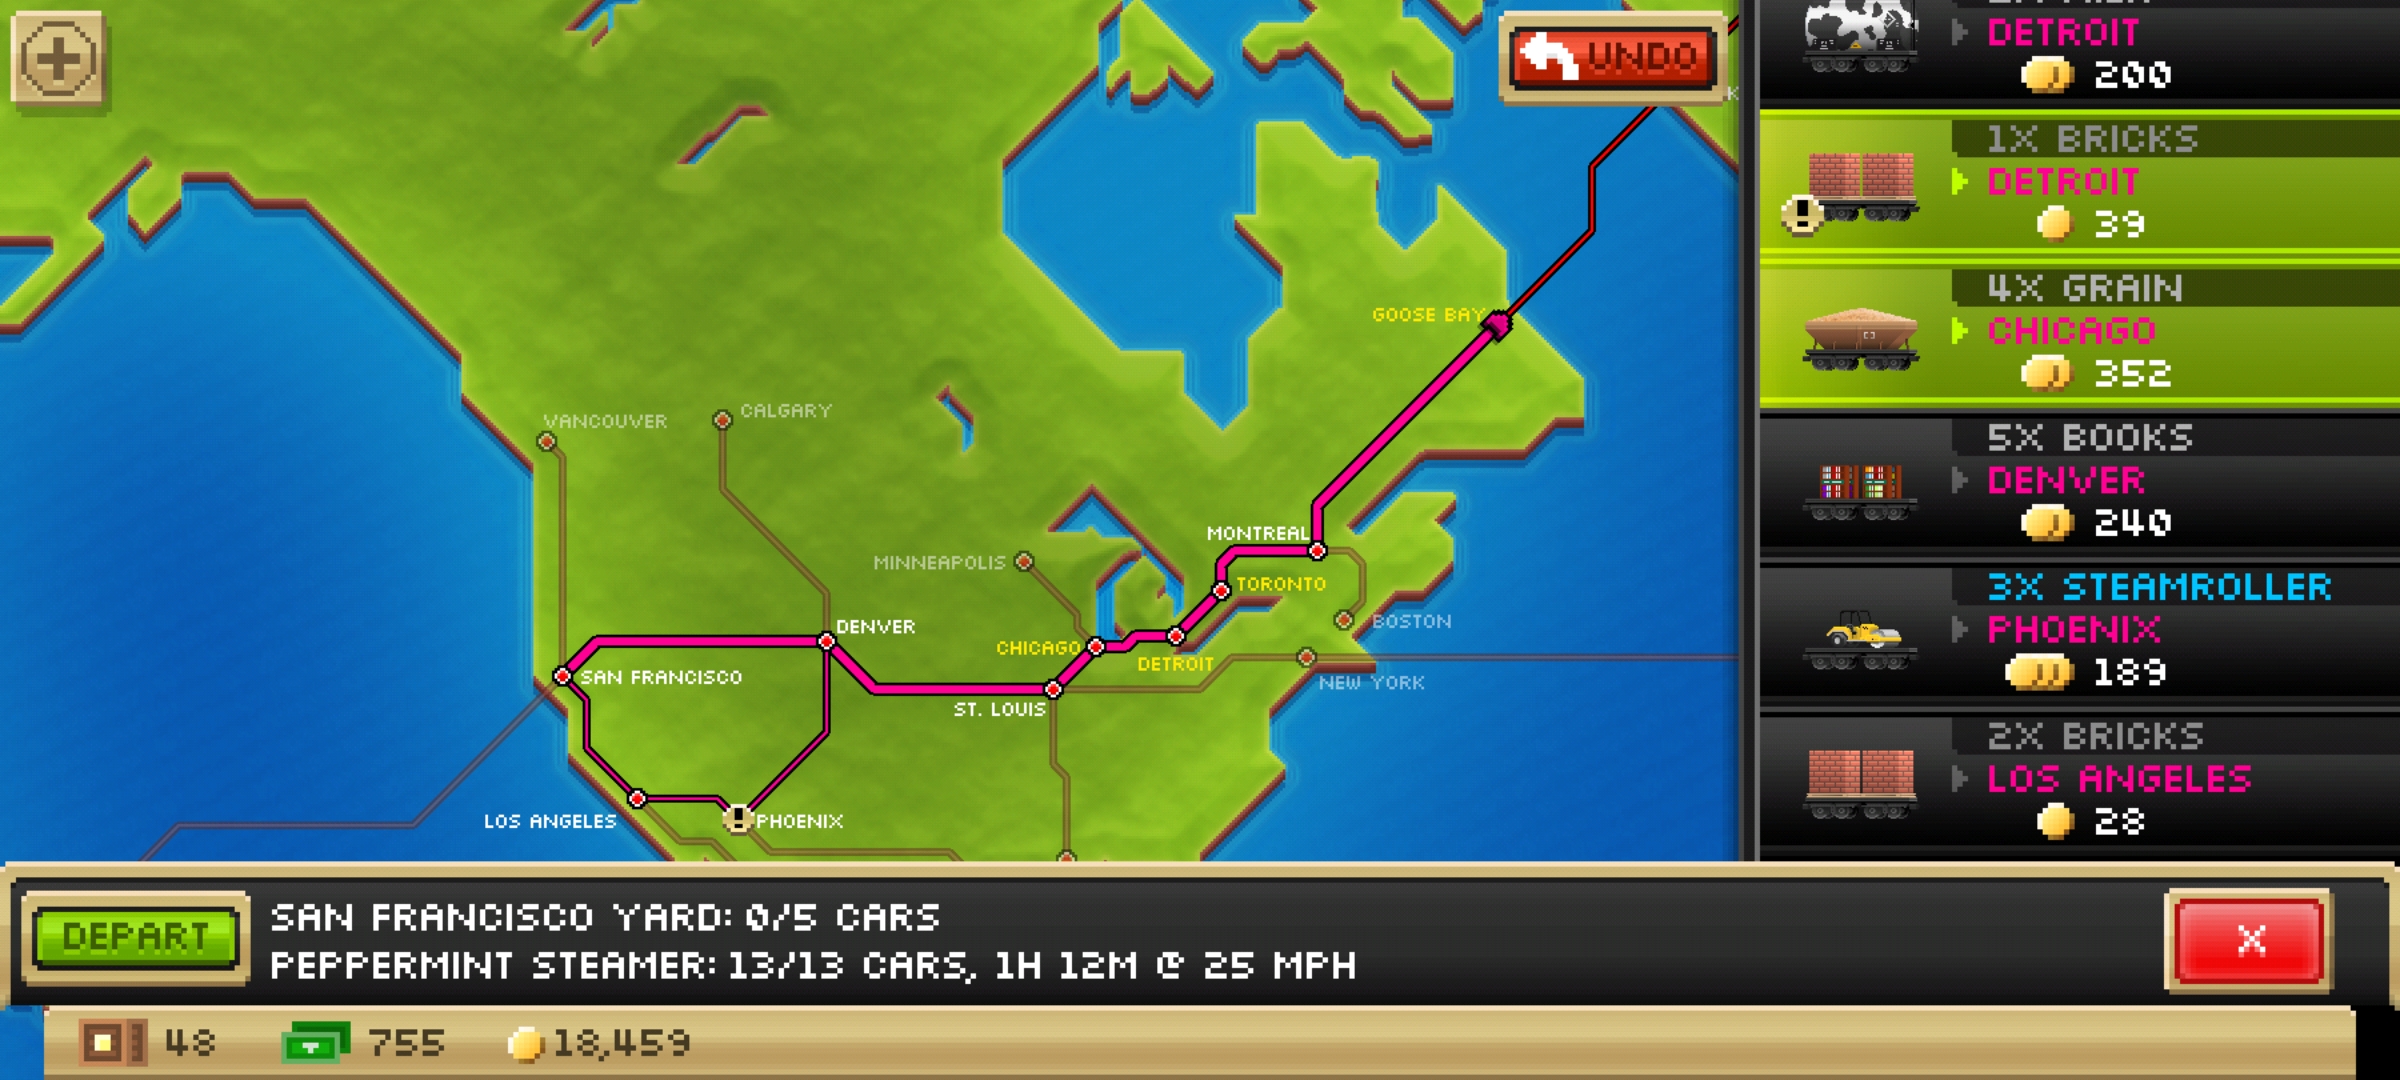 UNDO
DETROIT
200
1X BRICKS
DETROIT
39
4X GRAIN
CHICAGO
352
5X BOOKS
DENVER
240
3X STEAMROLLER
PHOENIX
189
2X BRICKS
LOS ANGELES
28
GOOSE BAY
VANCOUVER
CALGARY
MONTREAL
MINNEAPOLIS
TORONTO
BOSTON
DENVER
CHICAGO
DETROIT
SAN FRANCISCO
NEW YORK
ST. LOUIS
LOS ANGELES
PHOENIX
DEPART
SAN FRANCISCO YARD: 0/5 CARS
PEPPERMINT STEAMER: 13/13 CARS, 1H 12M @ 25 MPH
X
48
755
18,459